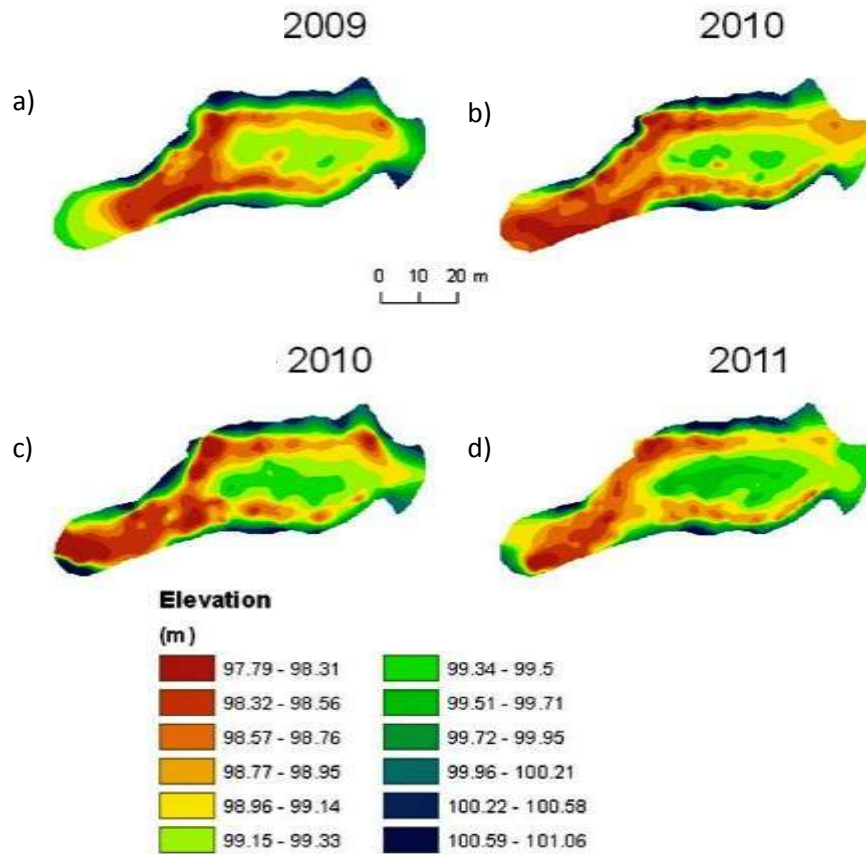 2009 2010
a) b)
0 10 20 m
2010 2011
c) d)
Elevation
(m)
97.79 - 98.31 99.34 - 99.5
98.32 - 98.56 99.51 - 99.71
98.57 - 98.76 99.72 - 99.95
98.77 - 98.95 99.96 - 100.21
98.96 - 99.14 100.22 - 100.58
99.15 - 99.33 100.59 - 101.06